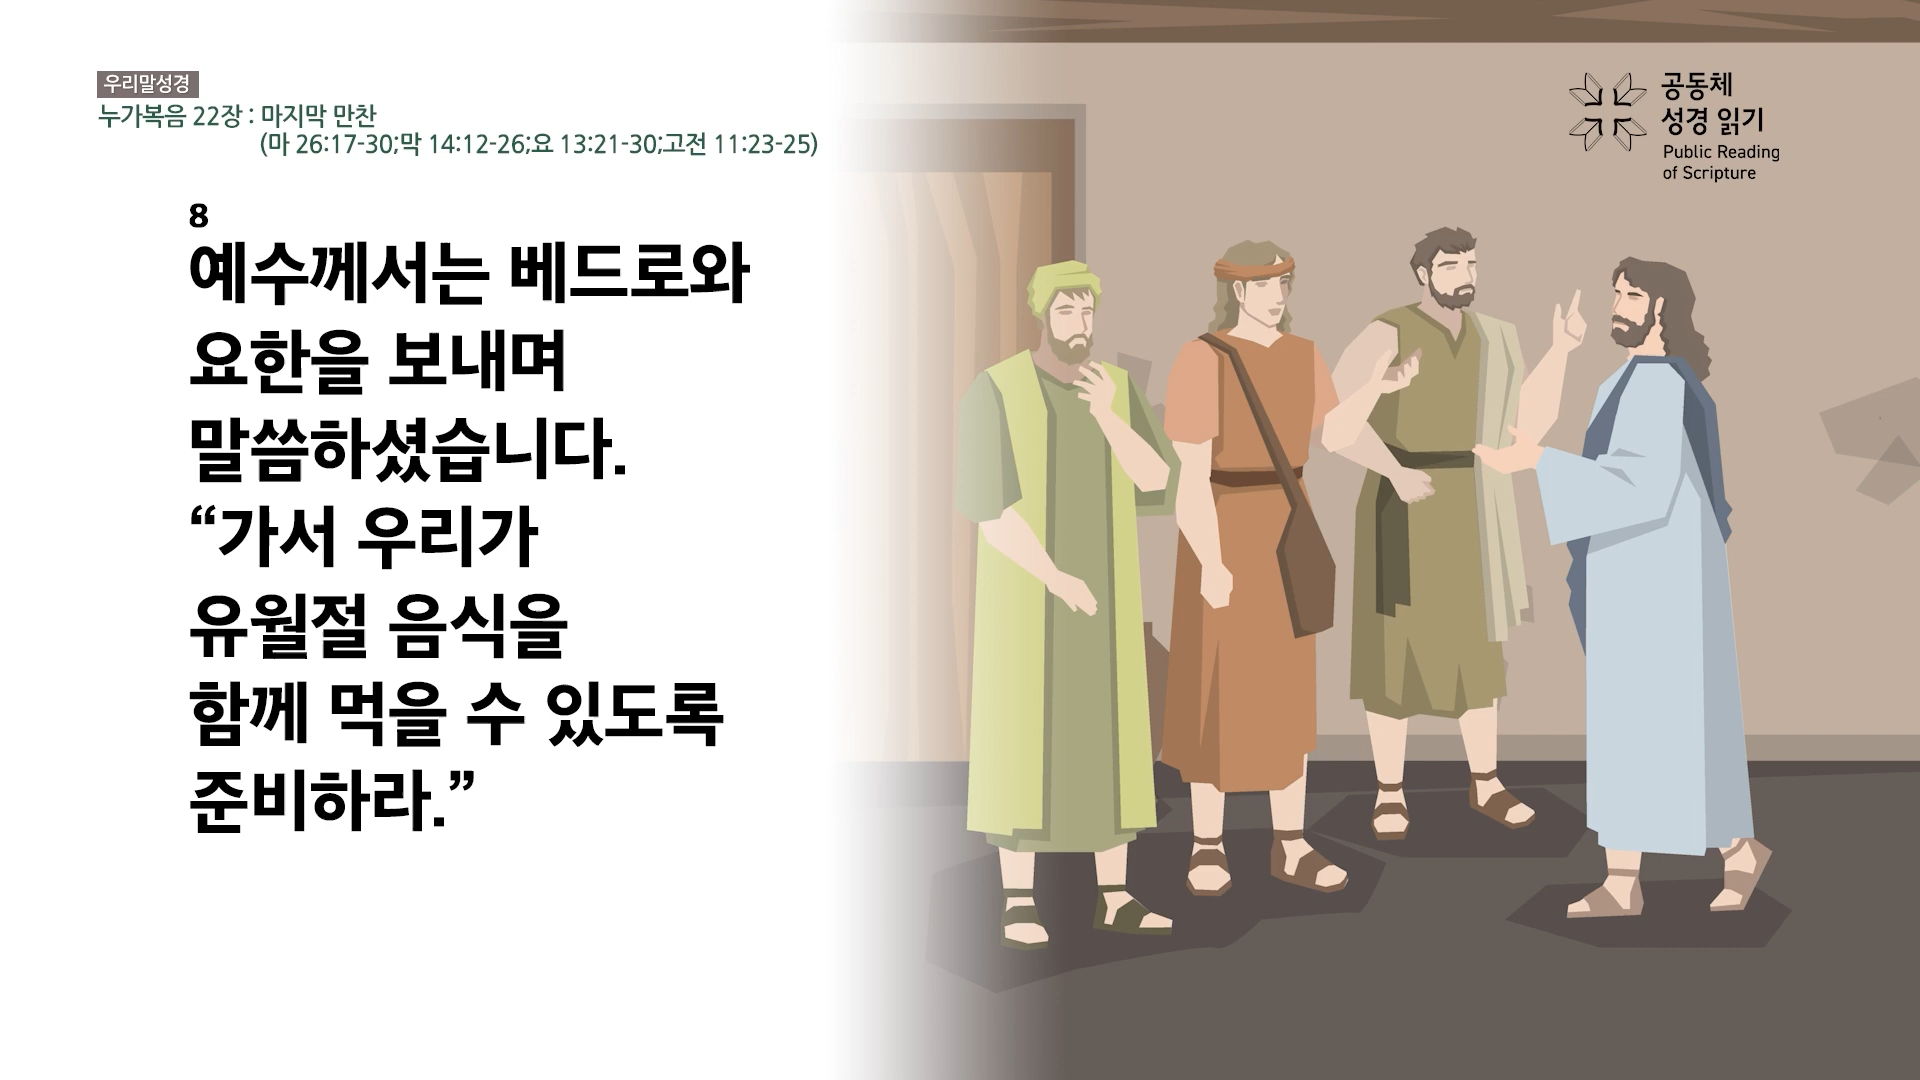 우리말성경
누가복음 22장 : 마지막 만찬
(마 26:17-30;막 14:12-26;요 13:21-30;고전 11:23-25)
8
예수께서는 베드로와
요한을 보내며
말씀하셨습니다.
“가서 우리가
유월절 음식을
함께 먹을 수 있도록
준비하라.”
공동체
성경 읽기
Public Reading
of Scripture